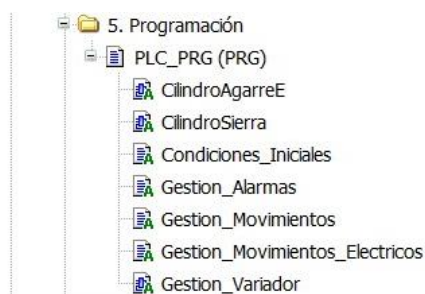 5. Programación
PLC_PRG (PRG)
CilindroAgarreE
CilindroSierra
Condiciones_Iniciales
Gestion_Alarmas
Gestion_Movimientos
Gestion_Movimientos_Electricos
Gestion_Variador